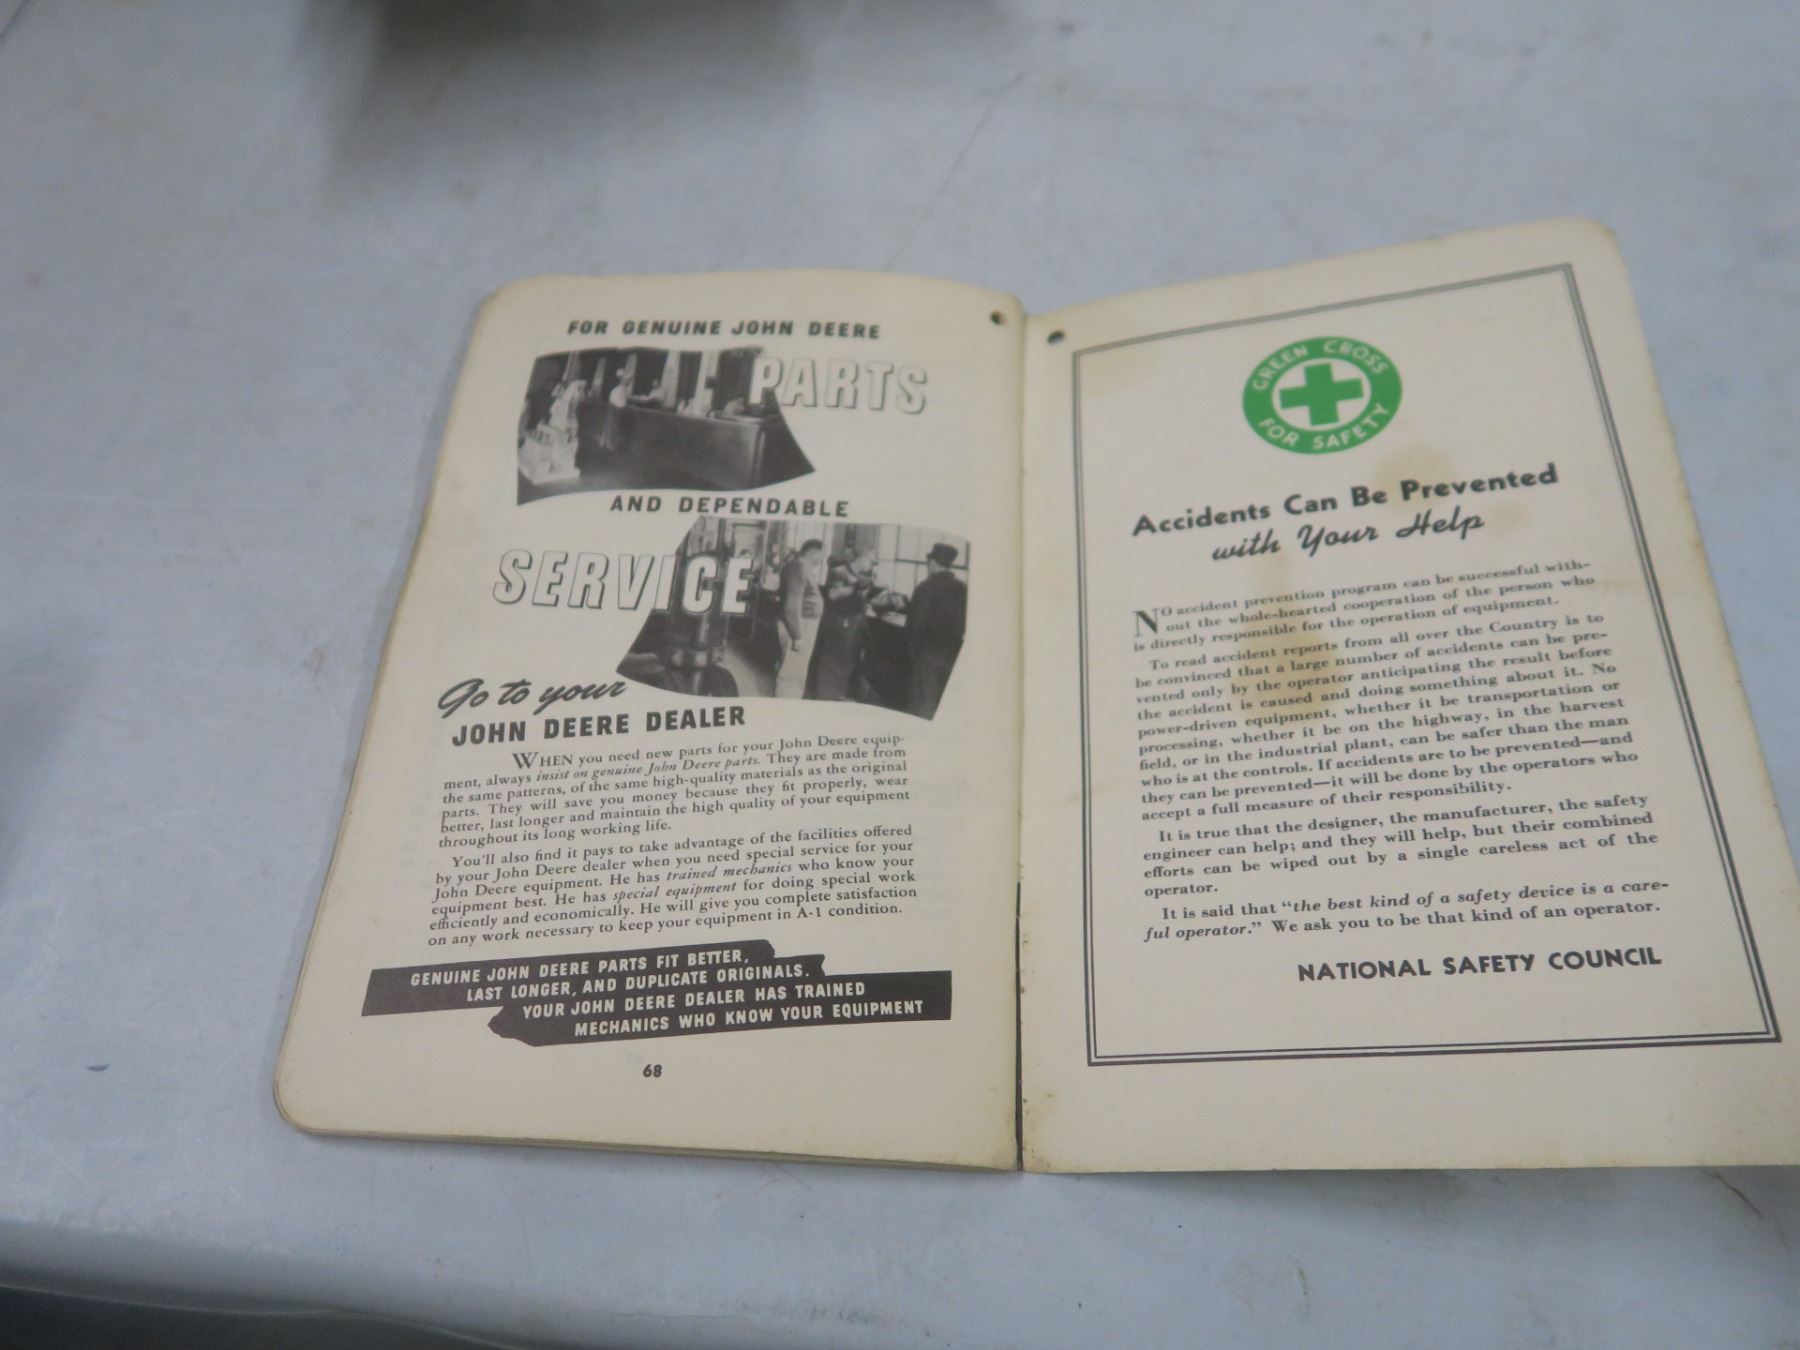 FOR GENUINE JOHN DEERE
PARTS
AND DEPENDABLE
SERVICE
Go to your
JOHN DEERE DEALER
WHEN you need new parts for your John Deere equip-
ment, always insist on genuine John Deere parts. They are made from
the same patterns, of the same high-quality materials as the original
parts. They will save you money because they fit properly, wear
better, last longer and maintain the high quality of your equipment
throughout its long working life.
You'll also find it pays to take advantage of the facilities offered
by your John Deere dealer when you need special service for your
John Deere equipment. He has trained mechanics who know your
equipment best. He has special equipment for doing special work
efficiently and economically. He will give you complete satisfaction
on any work necessary to keep your equipment in A-1 condition.
GENUINE JOHN DEERE PARTS FIT BETTER,
LAST LONGER, AND DUPLICATE ORIGINALS.
YOUR JOHN DEERE DEALER HAS TRAINED
MECHANICS WHO KNOW YOUR EQUIPMENT
68
GREEN CROSS
FOR SAFETY
Accidents Can Be Prevented
with Your Help
NO accident prevention program can be successful with-
out the whole-hearted cooperation of the person who
is directly responsible for the operation of equipment.
To read accident reports from all over the Country is to
be convinced that a large number of accidents can be pre-
vented only by the operator anticipating the result before
the accident is caused and doing something about it. No
power-driven equipment, whether it be transportation or
processing, whether it be on the highway, in the harvest
field, or in the industrial plant, can be safer than the man
who is at the controls. If accidents are to be prevented—and
they can be prevented—it will be done by the operators who
accept a full measure of their responsibility.
It is true that the designer, the manufacturer, the safety
engineer can help; and they will help, but their combined
efforts can be wiped out by a single careless act of the
operator.
It is said that "the best kind of a safety device is a care-
ful operator." We ask you to be that kind of an operator.
NATIONAL SAFETY COUNCIL